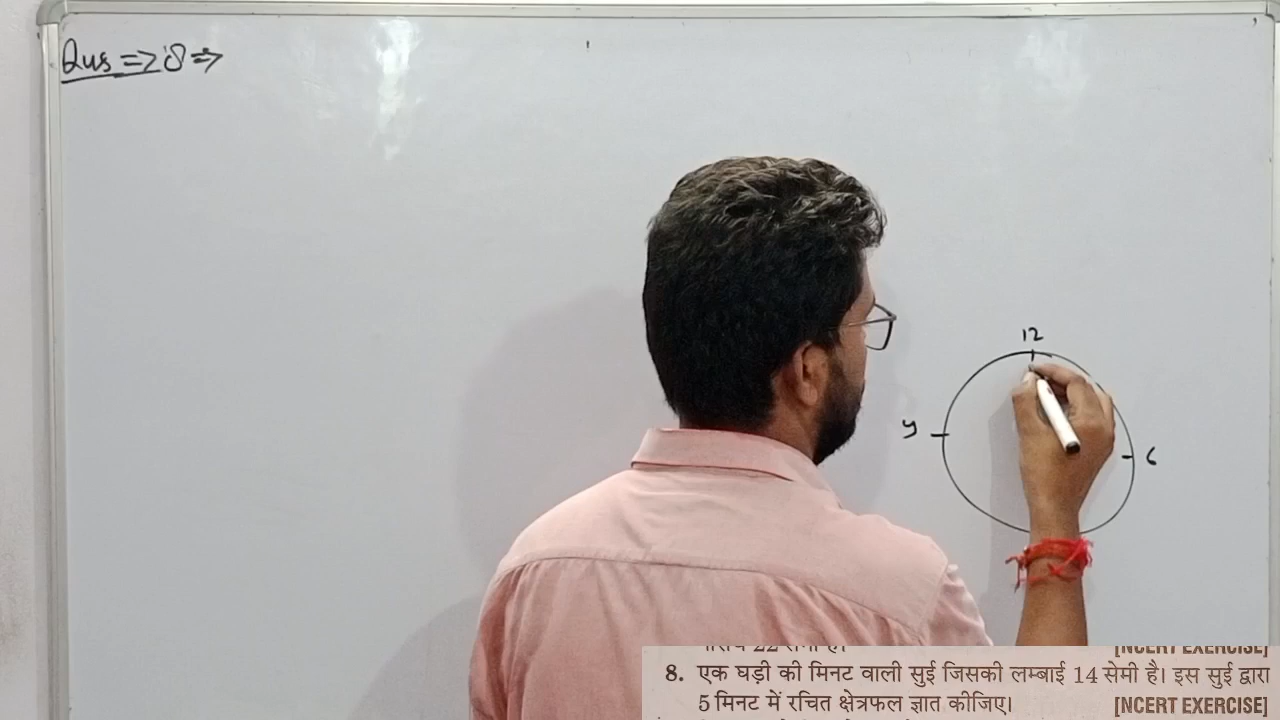 Qus => 8 =>
12
9
6
[NCERT EXERCISE]
8. एक घड़ी की मिनट वाली सुई जिसकी लम्बाई 14 सेमी है। इस सुई द्वारा
5 मिनट में रचित क्षेत्रफल ज्ञात कीजिए। [NCERT EXERCISE]